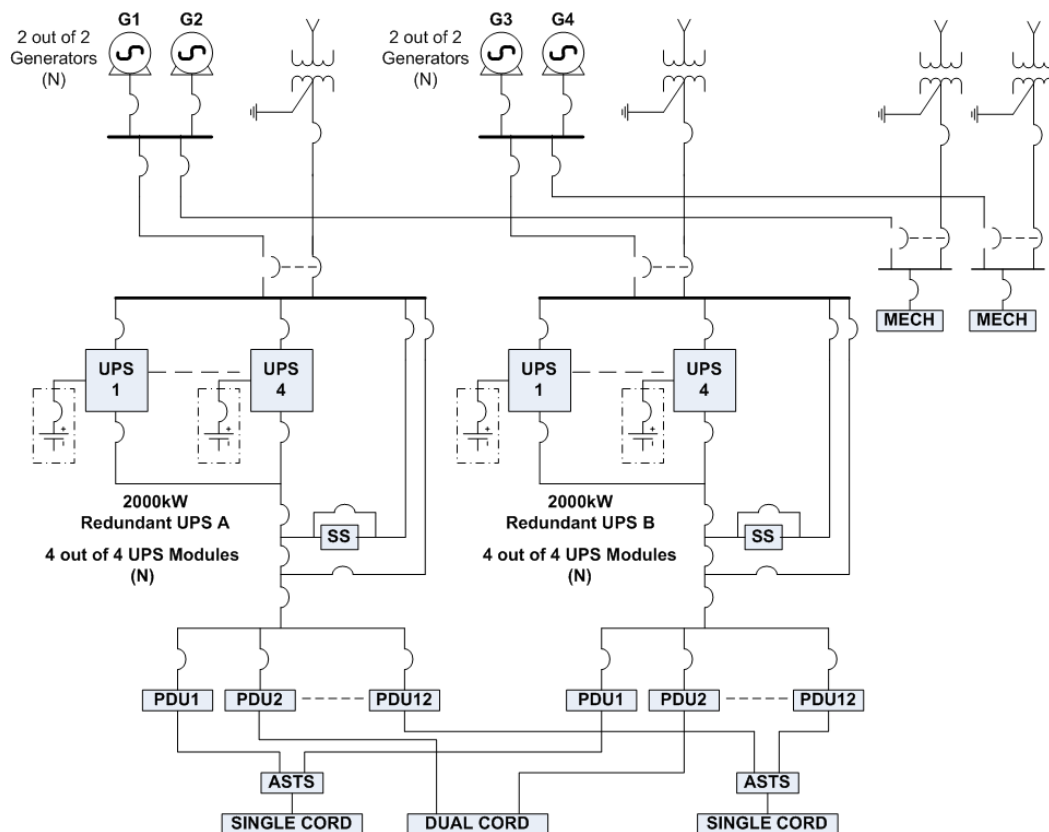 G1 G2
2 out of 2
Generators
(N)
G3 G4
2 out of 2
Generators
(N)
MECH MECH
UPS
1
UPS
4
UPS
1
UPS
4
2000kW
Redundant UPS A
4 out of 4 UPS Modules
(N)
SS
2000kW
Redundant UPS B
4 out of 4 UPS Modules
(N)
SS
PDU1 PDU2 PDU12 PDU1 PDU2 PDU12
ASTS ASTS
SINGLE CORD DUAL CORD SINGLE CORD